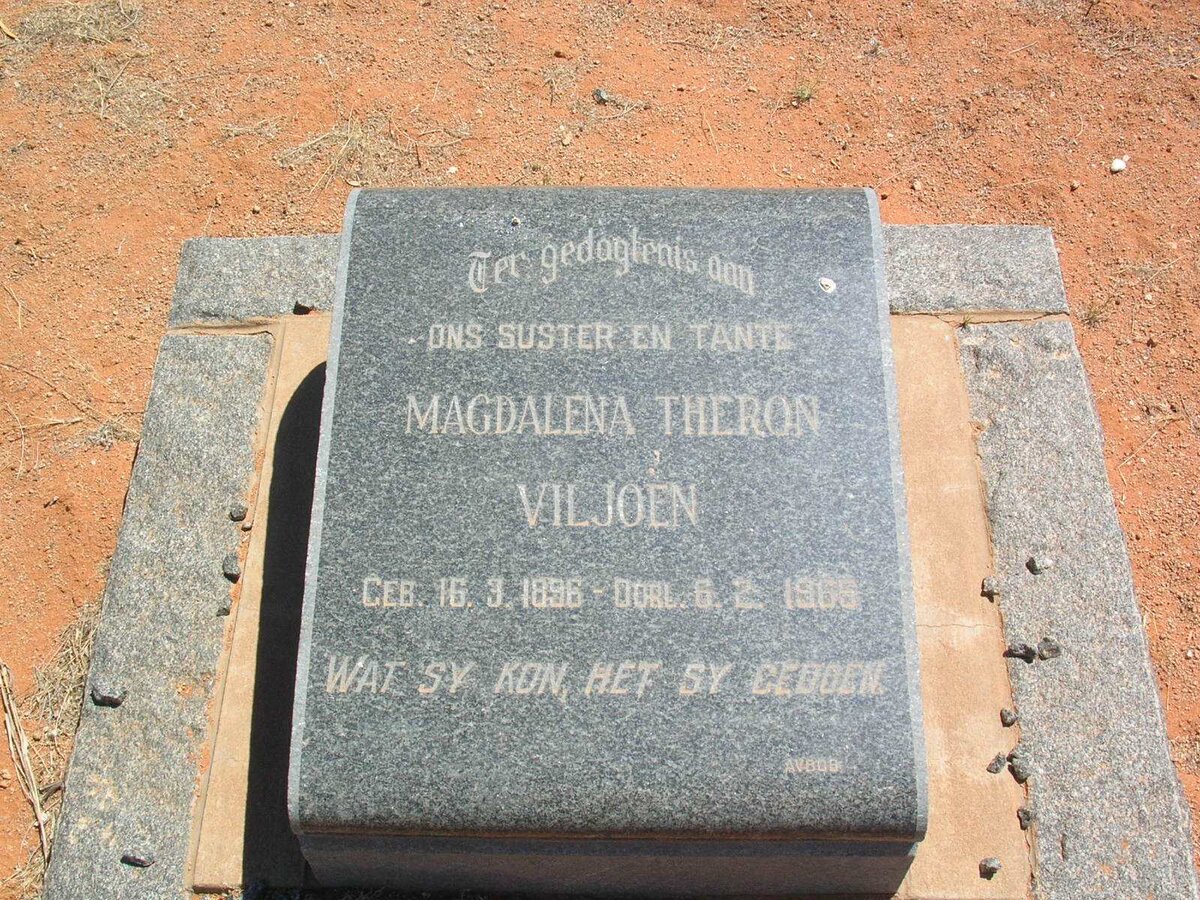 Ter gedagtenis aan
ONS SUSTER EN TANTE
MAGDALENA THERON
VILJOEN
GEB. 16. 3. 1896 - OORL. 6. 2.
WAT SY KON, HET SY GEDOEN.
AVBOB